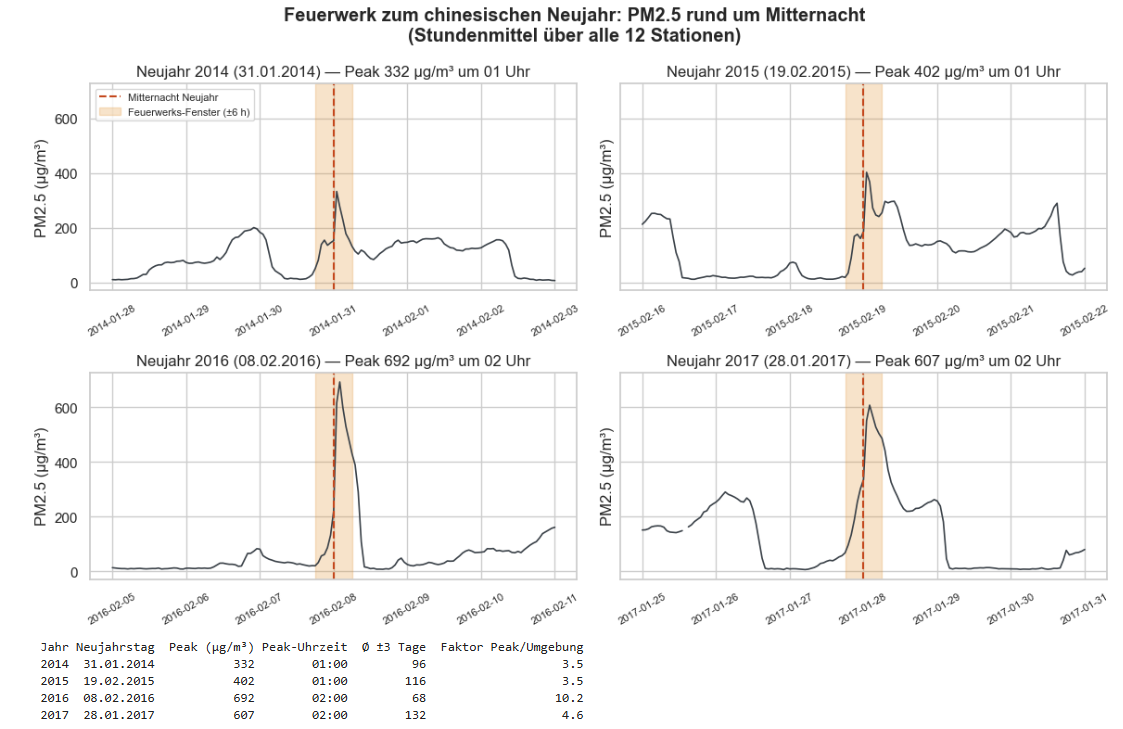 Feuerwerk zum chinesischen Neujahr: PM2.5 rund um Mitternacht
(Stundenmittel über alle 12 Stationen)
Neujahr 2014 (31.01.2014) — Peak 332 µg/m³ um 01 Uhr
Mitternacht Neujahr
Feuerwerks-Fenster (±6 h)
PM2.5 (µg/m³)
600
400
200
0
2014-01-28
2014-01-29
2014-01-30
2014-01-31
2014-02-01
2014-02-02
2014-02-03
Neujahr 2015 (19.02.2015) — Peak 402 µg/m³ um 01 Uhr
PM2.5 (µg/m³)
2015-02-16
2015-02-17
2015-02-18
2015-02-19
2015-02-20
2015-02-21
2015-02-22
Neujahr 2016 (08.02.2016) — Peak 692 µg/m³ um 02 Uhr
PM2.5 (µg/m³)
600
400
200
0
2016-02-05
2016-02-06
2016-02-07
2016-02-08
2016-02-09
2016-02-10
2016-02-11
Neujahr 2017 (28.01.2017) — Peak 607 µg/m³ um 02 Uhr
PM2.5 (µg/m³)
2017-01-25
2017-01-26
2017-01-27
2017-01-28
2017-01-29
2017-01-30
2017-01-31
Jahr Neujahrstag Peak (µg/m³) Peak-Uhrzeit Ø ±3 Tage Faktor Peak/Umgebung
2014 31.01.2014 332 01:00 96 3.5
2015 19.02.2015 402 01:00 116 3.5
2016 08.02.2016 692 02:00 68 10.2
2017 28.01.2017 607 02:00 132 4.6